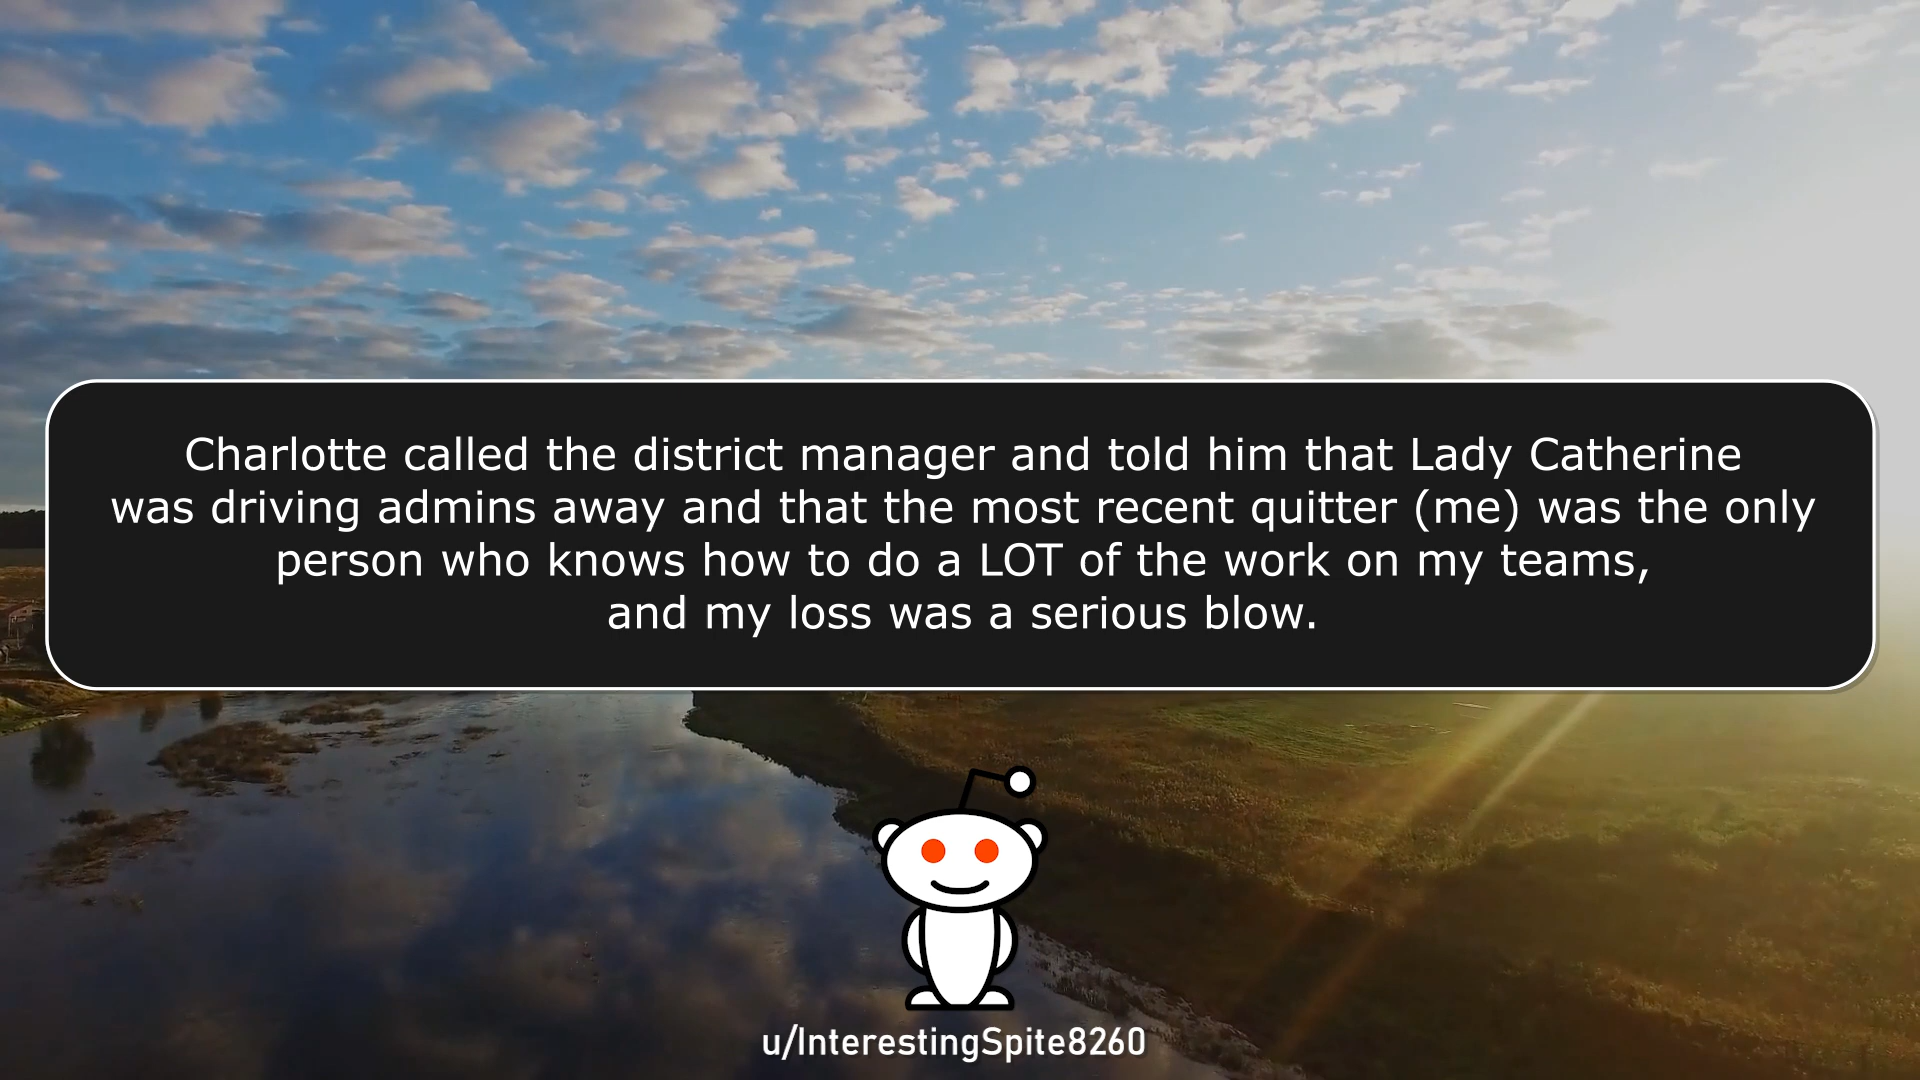 Charlotte called the district manager and told him that Lady Catherine
was driving admins away and that the most recent quitter (me) was the only
person who knows how to do a LOT of the work on my teams,
and my loss was a serious blow.
u/InterestingSpite8260